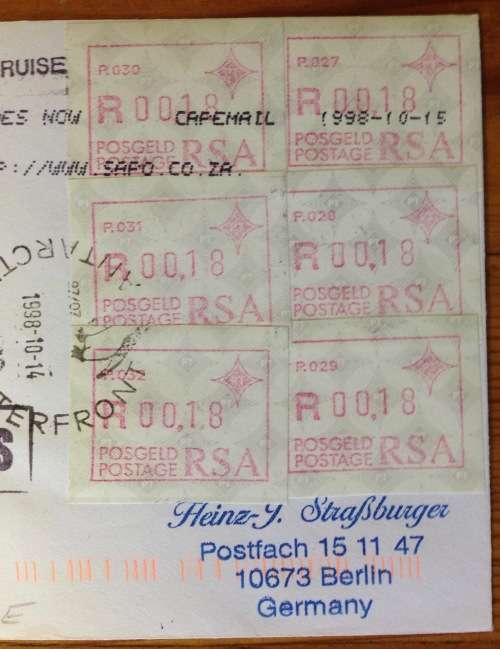 RUISE
P.030
R 00,18
POSGELD
POSTAGE RSA
P.027
R 00,18
POSGELD
POSTAGE RSA
ES NOW CAPEMAIL 1998-10-15
P://WWW.SAPO.CO.ZA.
P.031
R 00,18
POSGELD
POSTAGE RSA
P.028
R 00,18
POSGELD
POSTAGE RSA
1998-10-14
ERFRONT
R 00,18
POSGELD
POSTAGE RSA
P.029
R 00,18
POSGELD
POSTAGE RSA
S
Heinz-J. Straßburger
Postfach 15 11 47
10673 Berlin
Germany
E